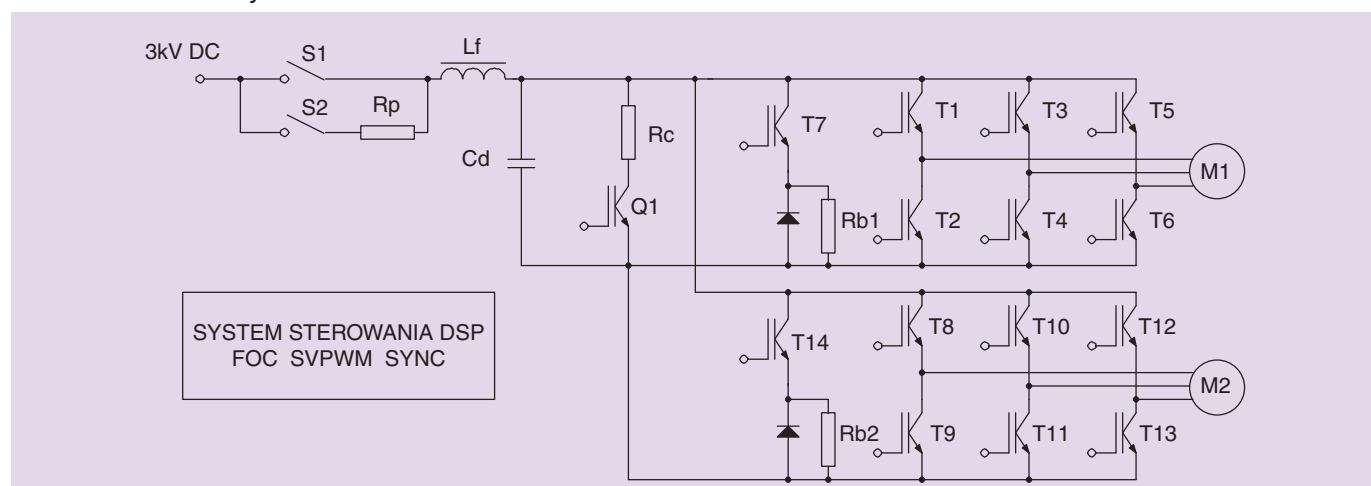 3kV DC
S1
Lf
S2
Rp
Rc
Cd
Q1
T7
T1
T3
T5
M1
Rb1
T2
T4
T6
SYSTEM STEROWANIA DSP
FOC SVPWM SYNC
T14
T8
T10
T12
M2
Rb2
T9
T11
T13